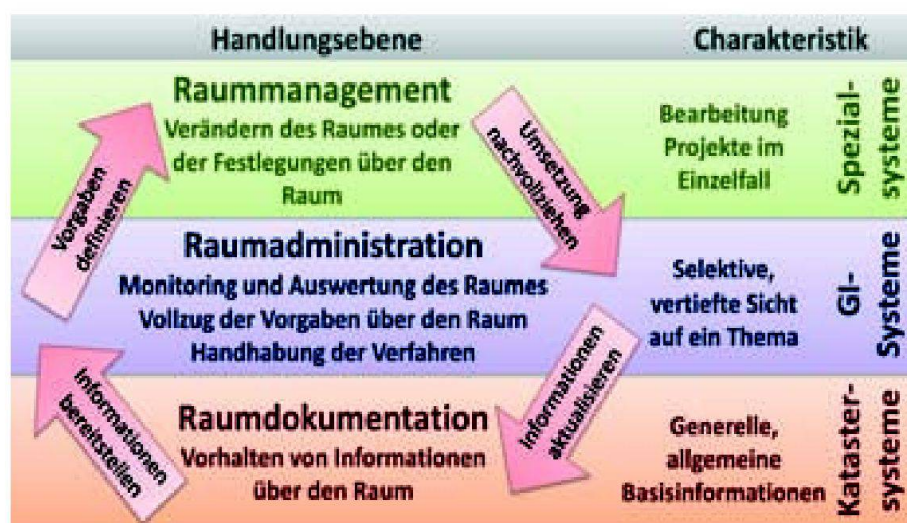 Handlungsebene
Charakteristik
Raummanagement
Verändern des Raumes oder
der Festlegungen über den
Raum
Bearbeitung
Projekte im
Einzelfall
Spezial-
systeme
Vorgaben
definieren
Umsetzung
nachvollziehen
Raumadministration
Monitoring und Auswertung des Raumes
Vollzug der Vorgaben über den Raum
Handhabung der Verfahren
Selektive,
vertiefte Sicht
auf ein Thema
GI-
Systeme
Informationen
bereitstellen
Informationen
aktualisieren
Raumdokumentation
Vorhalten von Informationen
über den Raum
Generelle,
allgemeine
Basisinformationen
Kataster-
systeme